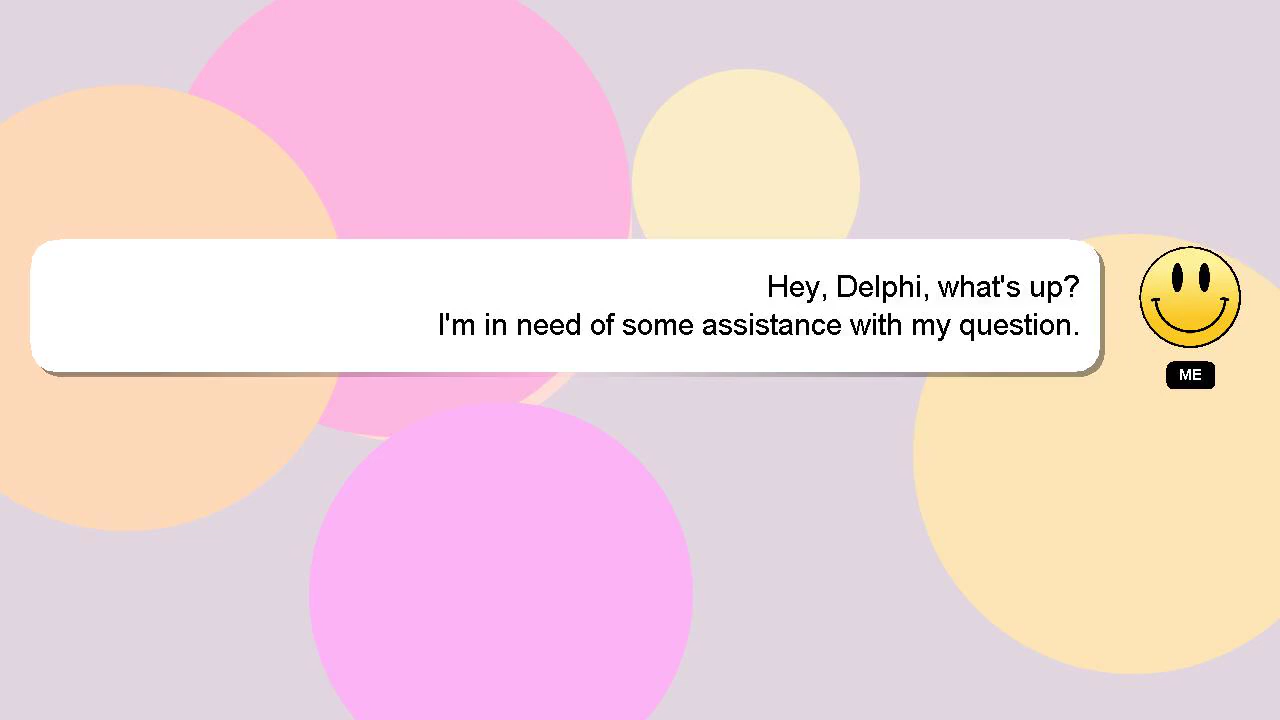 Hey, Delphi, what's up?
I'm in need of some assistance with my question.
ME